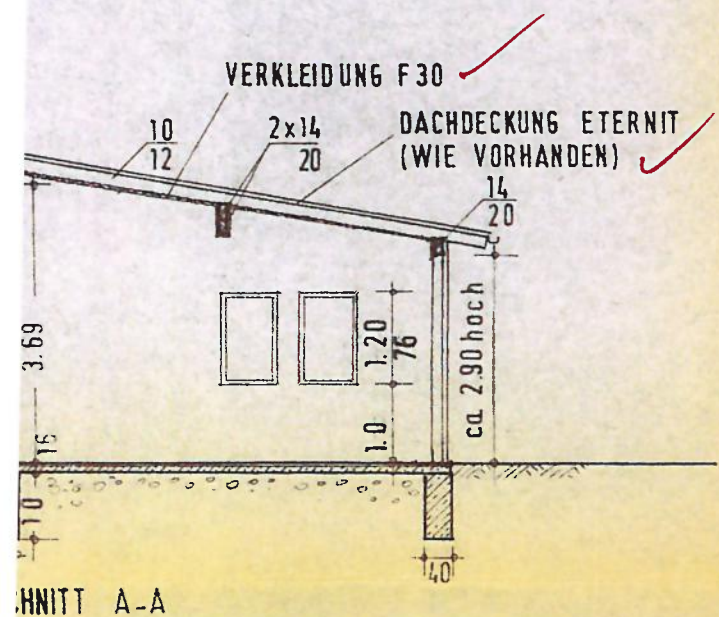 VERKLEIDUNG F30
10
12
2x14
20
DACHDECKUNG ETERNIT
(WIE VORHANDEN)
14
20
3.69
1.20
76
ca 2.90 hoch
16
1.0
10
40
HNITT A-A